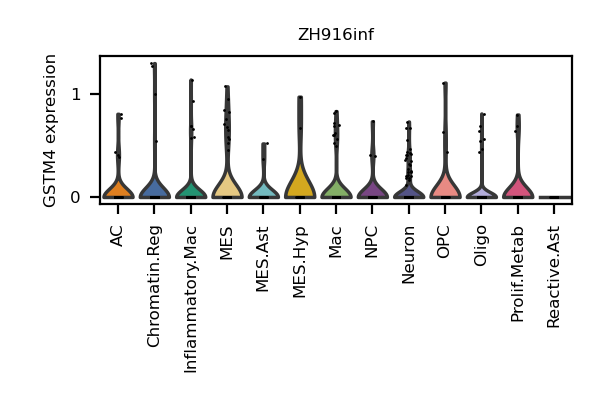 ZH916inf
GSTM4 expression
1
0
AC
Chromatin.Reg
Inflammatory.Mac
MES
MES.Ast
MES.Hyp
Mac
NPC
Neuron
OPC
Oligo
Prolif.Metab
Reactive.Ast